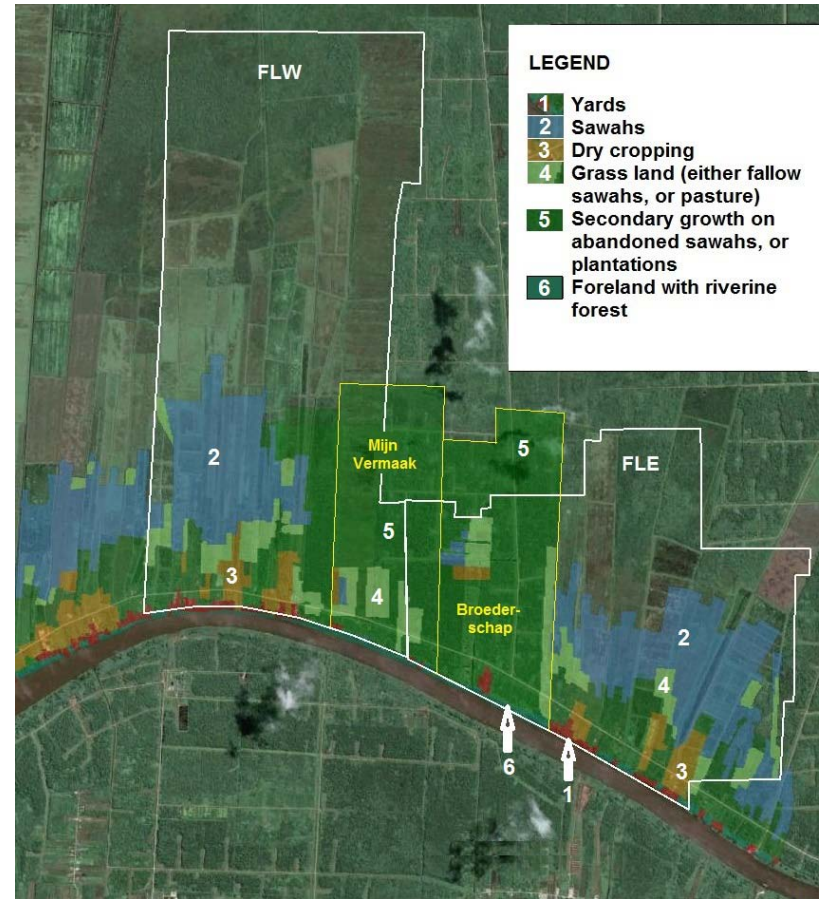 FLW
LEGEND
1 Yards
2 Sawahs
3 Dry cropping
4 Grass land (either fallow
sawahs, or pasture)
5 Secondary growth on
abandoned sawahs, or
plantations
6 Foreland with riverine
forest
Mijn
Vermaak
5
FLE
2
5
3
4
Broeder-
schap
2
4
3
6
1